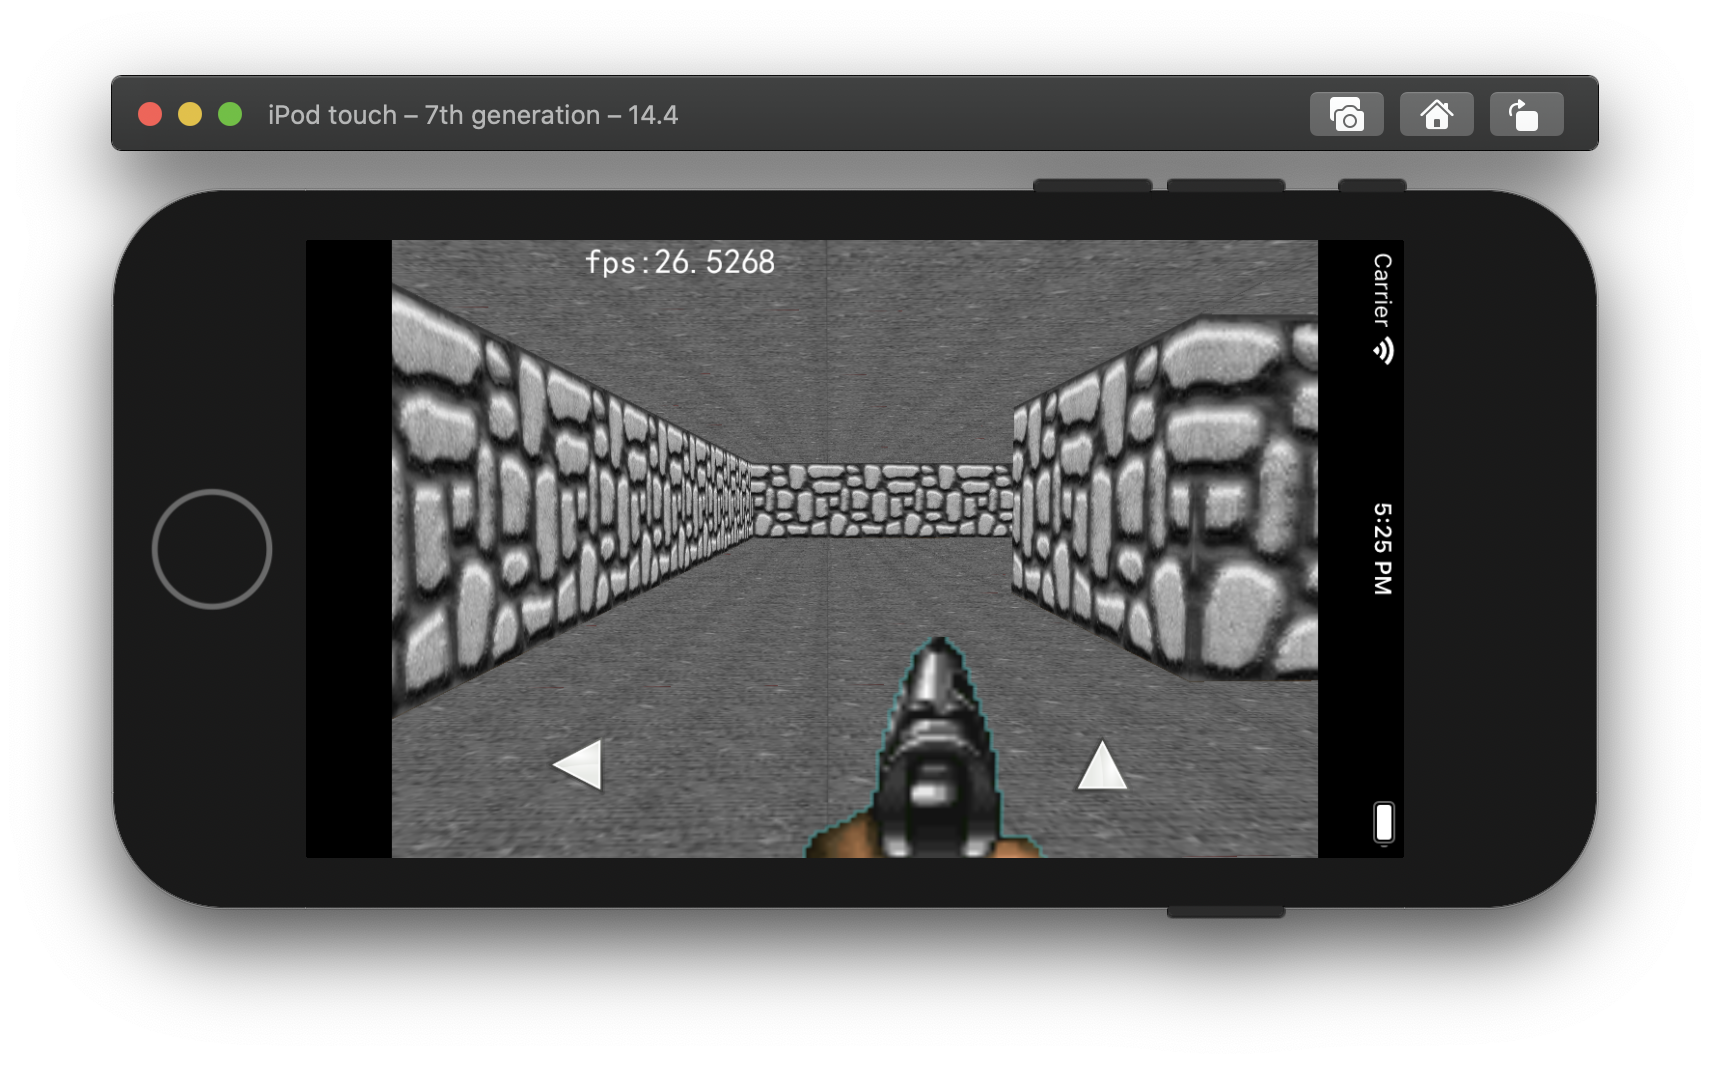 iPod touch – 7th generation – 14.4
fps:26.5268
Carrier
5:25 PM